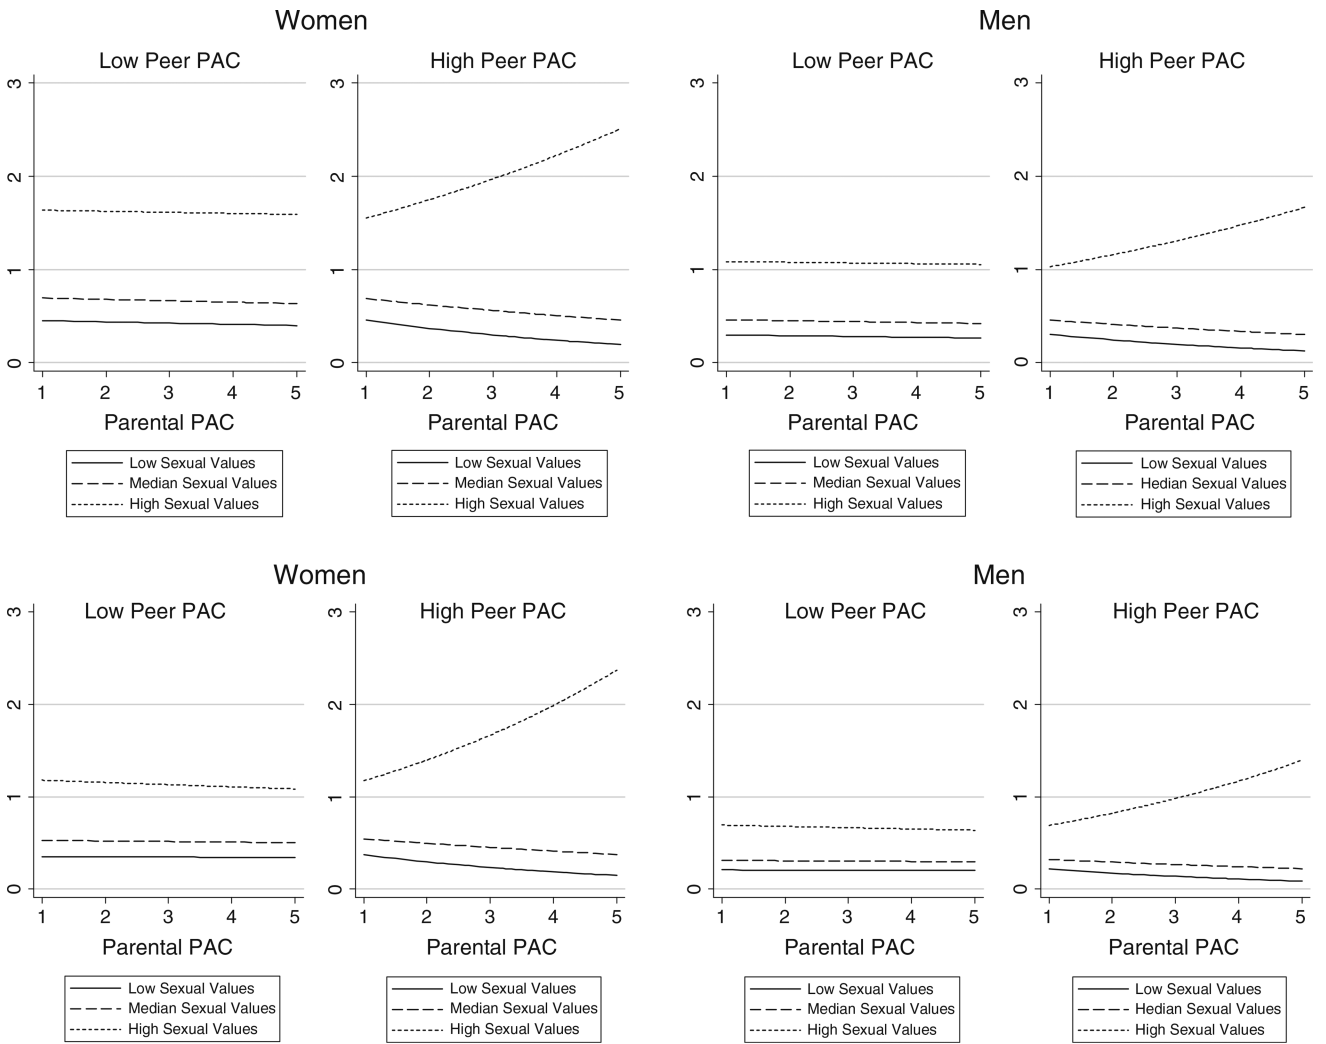 Women
Men
Low Peer PAC
High Peer PAC
Low Peer PAC
High Peer PAC
3
2
1
0
1 2 3 4 5
Parental PAC
3
2
1
0
1 2 3 4 5
Parental PAC
3
2
1
0
1 2 3 4 5
Parental PAC
3
2
1
0
1 2 3 4 5
Parental PAC
Low Sexual Values
Median Sexual Values
High Sexual Values
Low Sexual Values
Median Sexual Values
High Sexual Values
Low Sexual Values
Median Sexual Values
High Sexual Values
Low Sexual Values
Hedian Sexual Values
High Sexual Values
Women
Men
Low Peer PAC
High Peer PAC
Low Peer PAC
High Peer PAC
3
2
1
0
1 2 3 4 5
Parental PAC
3
2
1
0
1 2 3 4 5
Parental PAC
3
2
1
0
1 2 3 4 5
Parental PAC
3
2
1
0
1 2 3 4 5
Parental PAC
Low Sexual Values
Median Sexual Values
High Sexual Values
Low Sexual Values
Median Sexual Values
High Sexual Values
Low Sexual Values
Median Sexual Values
High Sexual Values
Low Sexual Values
Hedian Sexual Values
High Sexual Values